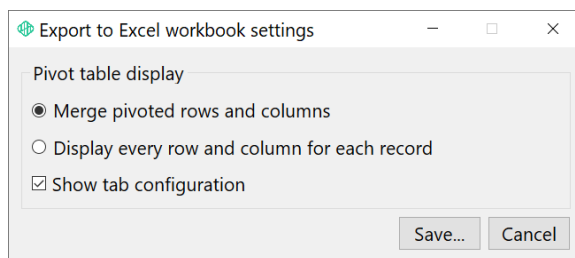 Export to Excel workbook settings
Pivot table display
Merge pivoted rows and columns
Display every row and column for each record
Show tab configuration
Save... Cancel